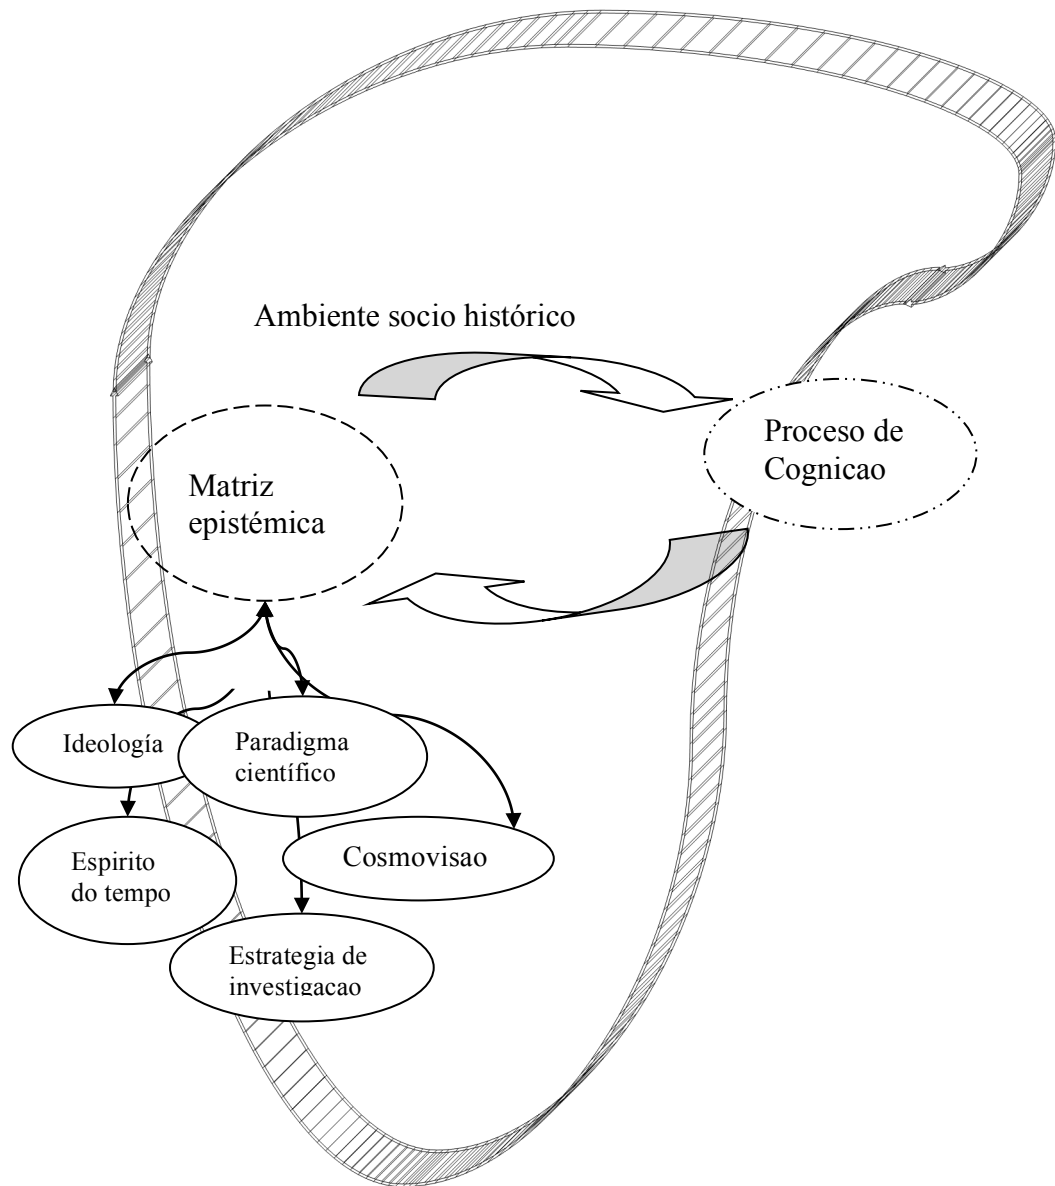 Ambiente socio histórico
Proceso de
Cognicao
Matriz
epistémica
Ideología
Paradigma
científico
Cosmovisao
Espirito
do tempo
Estrategia de
investigacao